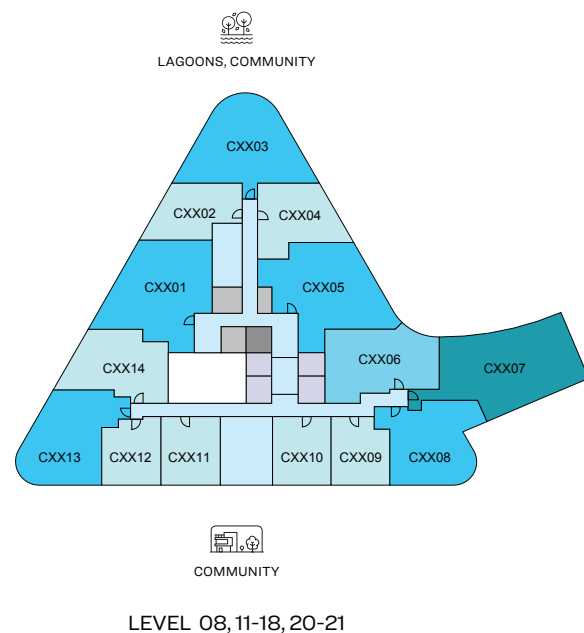 LAGOONS, COMMUNITY
CXX03
CXX02
CXX04
CXX01
CXX05
CXX14
CXX06
CXX07
CXX13
CXX12
CXX11
CXX10
CXX09
CXX08
COMMUNITY
LEVEL 08, 11-18, 20-21